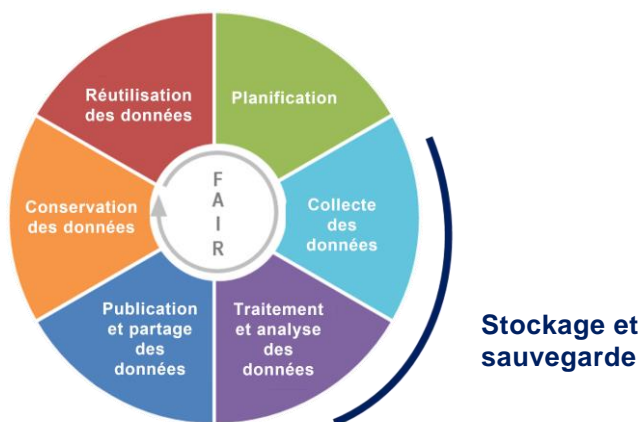 Réutilisation
des données
Planification
Conservation
des données
F
A
I
R
Collecte
des
données
Publication
et partage
des
données
Traitement
et analyse
des
données
Stockage et
sauvegarde